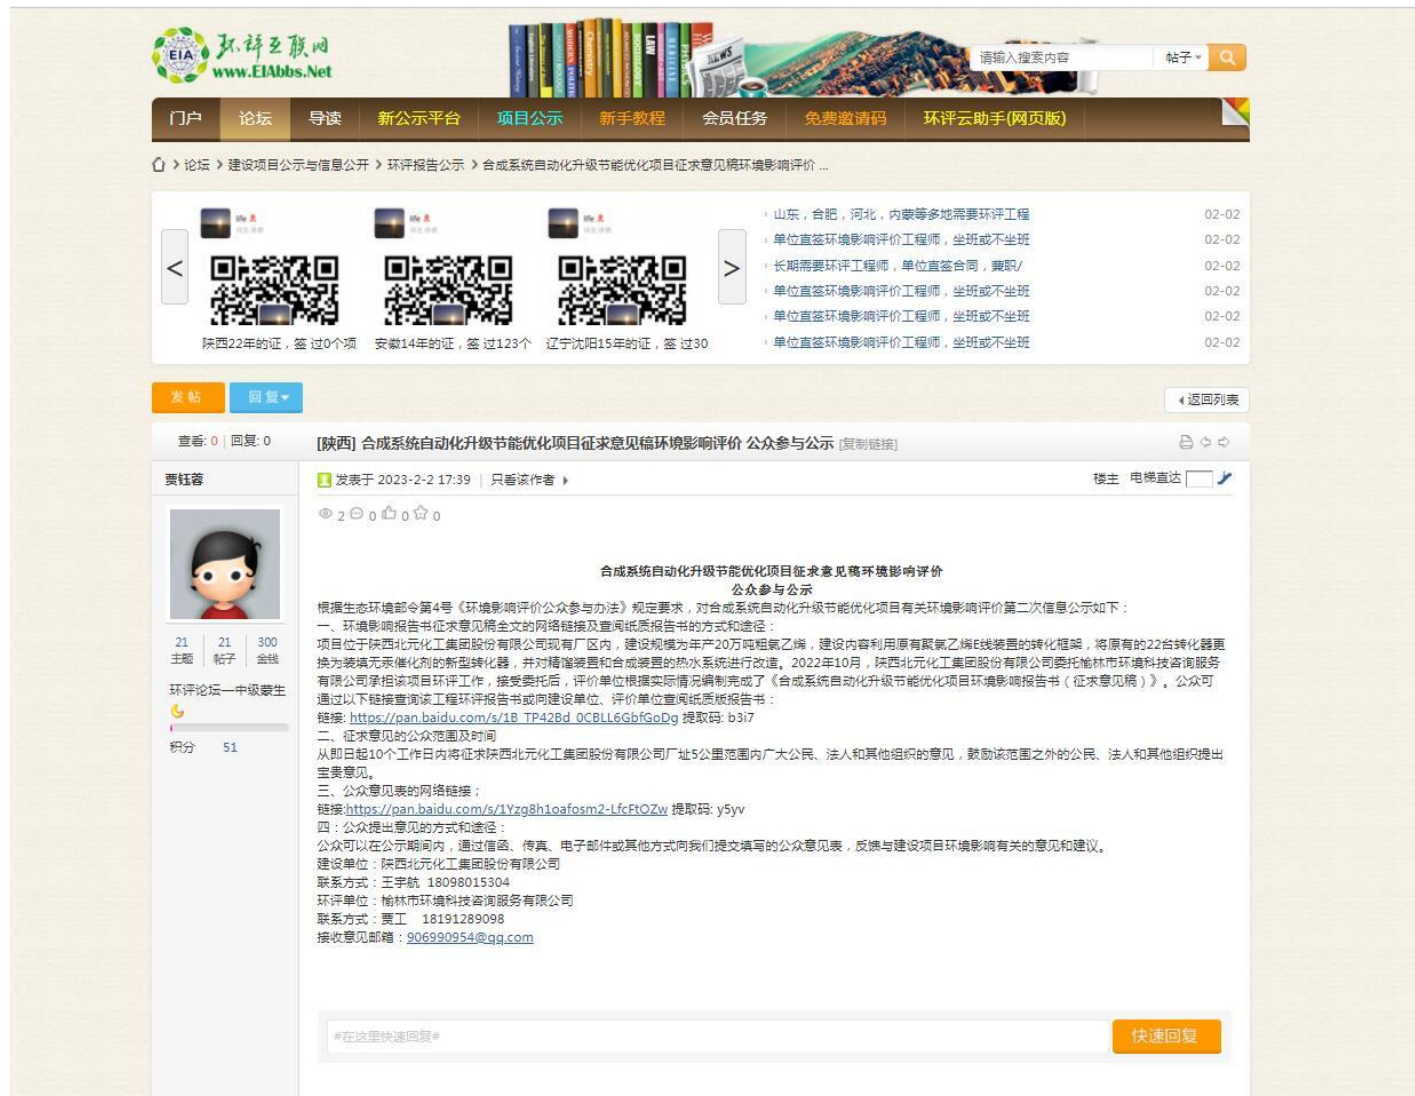 EIA
环评互联网
www.EIAbbs.Net
请输入搜索内容
帖子
门户
论坛
导读
新公示平台
项目公示
新手教程
会员任务
免费邀请码
环评云助手(网页版)
论坛 › 建设项目公示与信息公开 › 环评报告公示 › 合成系统自动化升级节能优化项目征求意见稿环境影响评价 ...
life
life
life
<
>
陕西22年的证，签 过0个项
安徽14年的证，签 过123个
辽宁沈阳15年的证，签 过30
山东，合肥，河北，内蒙等多地需要环评工程 02-02
单位直签环境影响评价工程师，坐班或不坐班 02-02
长期需要环评工程师，单位直签合同，兼职/ 02-02
单位直签环境影响评价工程师，坐班或不坐班 02-02
单位直签环境影响评价工程师，坐班或不坐班 02-02
单位直签环境影响评价工程师，坐班或不坐班 02-02
发帖
回复
返回列表
查看: 0 | 回复: 0
[陕西] 合成系统自动化升级节能优化项目征求意见稿环境影响评价 公众参与公示 [复制链接]
贾钰蓉
发表于 2023-2-2 17:39 | 只看该作者
楼主 电梯直达
2 0 0 0
21 21 300
主题 帖子 金钱
环评论坛—中级蒙生
积分 51
合成系统自动化升级节能优化项目征求意见稿环境影响评价
公众参与公示
根据生态环境部令第4号《环境影响评价公众参与办法》规定要求，对合成系统自动化升级节能优化项目有关环境影响评价第二次信息公示如下：
一、环境影响报告书征求意见稿全文的网络链接及查阅纸质报告书的方式和途径：
项目位于陕西北元化工集团股份有限公司现有厂区内，建设规模为年产20万吨粗氯乙烯，建设内容利用原有聚氯乙烯E线装置的转化框架，将原有的22台转化器更
换为装填无汞催化剂的新型转化器，并对精馏装置和合成装置的热水系统进行改造。2022年10月，陕西北元化工集团股份有限公司委托榆林市环境科技咨询服务
有限公司承担该项目环评工作，接受委托后，评价单位根据实际情况编制完成了《合成系统自动化升级节能优化项目环境影响报告书（征求意见稿）》。公众可
通过以下链接查询该工程环评报告书或向建设单位、评价单位查阅纸质版报告书：
链接: https://pan.baidu.com/s/1B_TP42Bd_0CBLL6GbfGoDg 提取码: b3i7
二、征求意见的公众范围及时间
从即日起10个工作日内将征求陕西北元化工集团股份有限公司厂址5公里范围内广大公民、法人和其他组织的意见，鼓励该范围之外的公民、法人和其他组织提出
宝贵意见。
三、公众意见表的网络链接；
链接:https://pan.baidu.com/s/1Yzg8h1oafosm2-LfcFtOZw 提取码: y5yv
四：公众提出意见的方式和途径：
公众可以在公示期间内，通过信函、传真、电子邮件或其他方式向我们提交填写的公众意见表，反馈与建设项目环境影响有关的意见和建议。
建设单位：陕西北元化工集团股份有限公司
联系方式：王宇航 18098015304
环评单位：榆林市环境科技咨询服务有限公司
联系方式：贾工 18191289098
接收意见邮箱：906990954@qq.com
#在这里快速回复#
快速回复